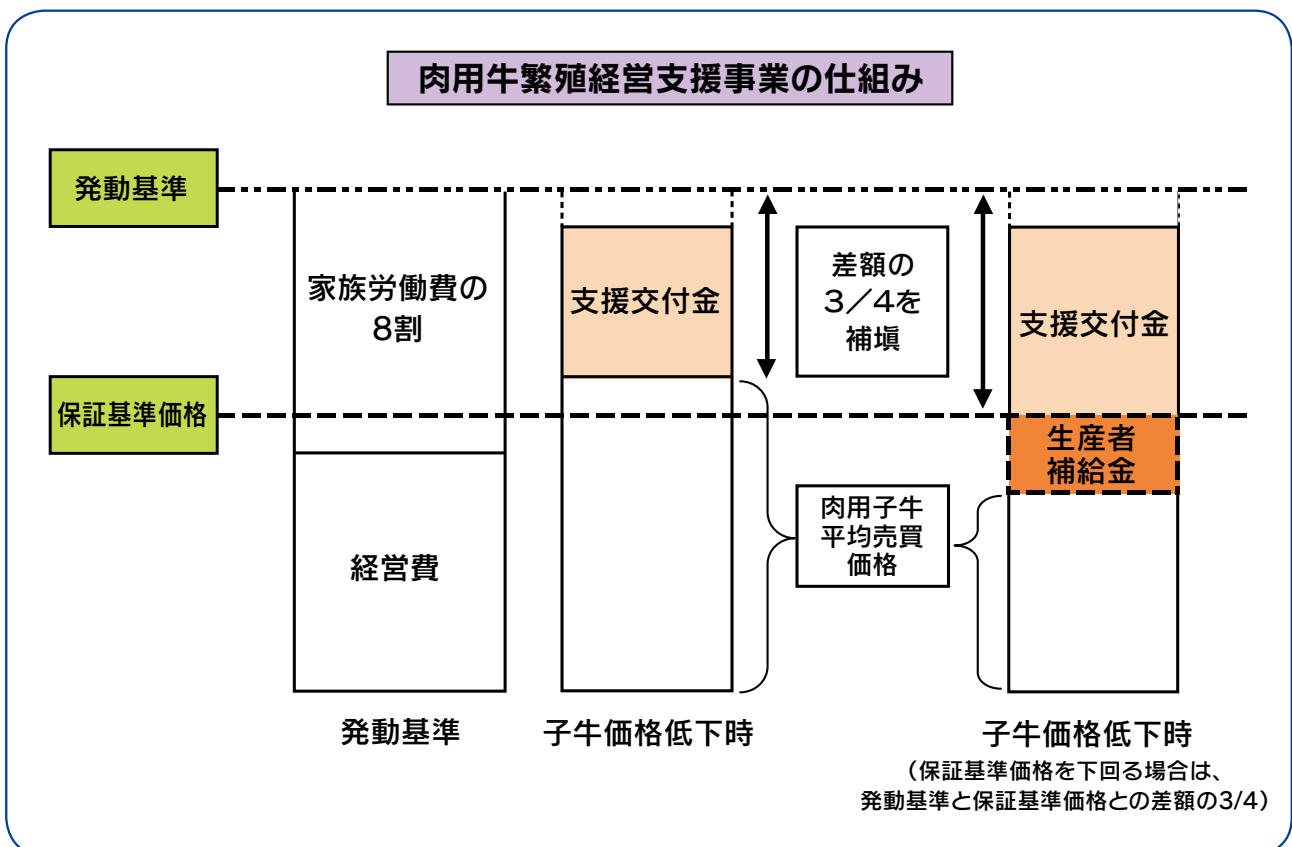 肉用牛繁殖経営支援事業の仕組み
発動基準
家族労働費の
8割
支援交付金
差額の
3／4を
補塡
支援交付金
保証基準価格
生産者
補給金
経営費
肉用子牛
平均売買
価格
発動基準
子牛価格低下時
子牛価格低下時
（保証基準価格を下回る場合は、
発動基準と保証基準価格との差額の3/4）